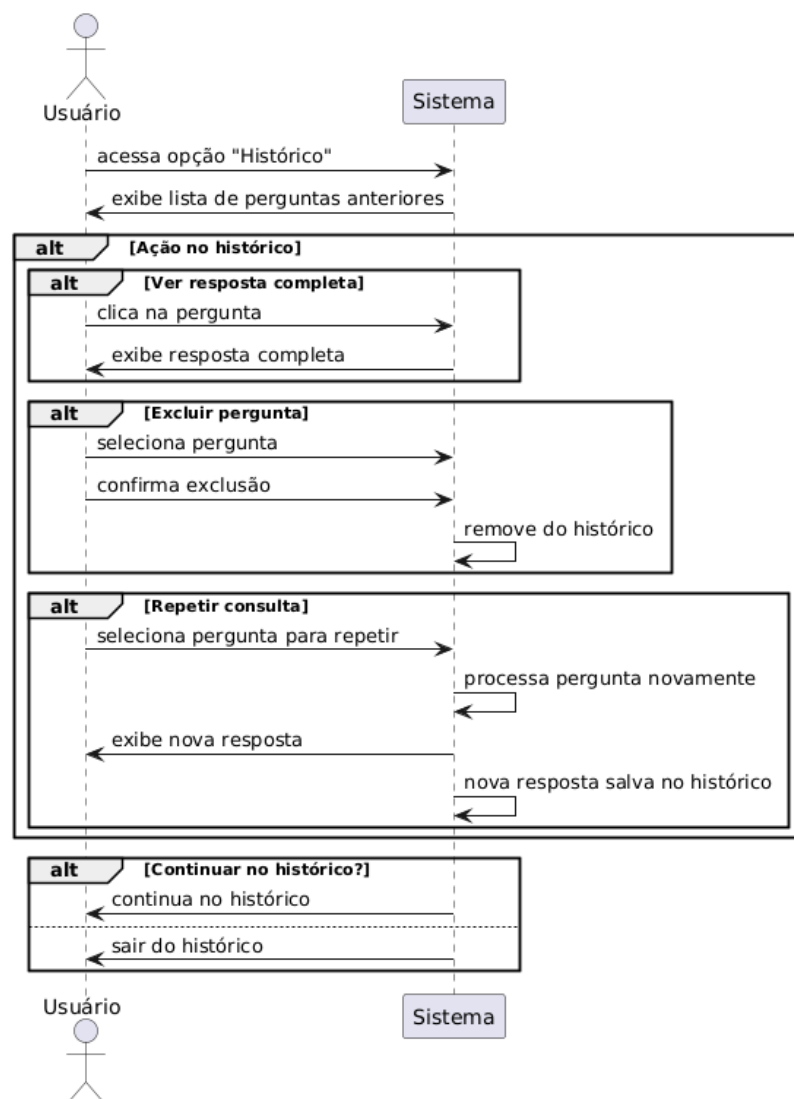 Usuário
Sistema
acessa opção "Histórico"
exibe lista de perguntas anteriores
alt [Ação no histórico]
alt [Ver resposta completa]
clica na pergunta
exibe resposta completa
alt [Excluir pergunta]
seleciona pergunta
confirma exclusão
remove do histórico
alt [Repetir consulta]
seleciona pergunta para repetir
processa pergunta novamente
exibe nova resposta
nova resposta salva no histórico
alt [Continuar no histórico?]
continua no histórico
sair do histórico
Usuário
Sistema